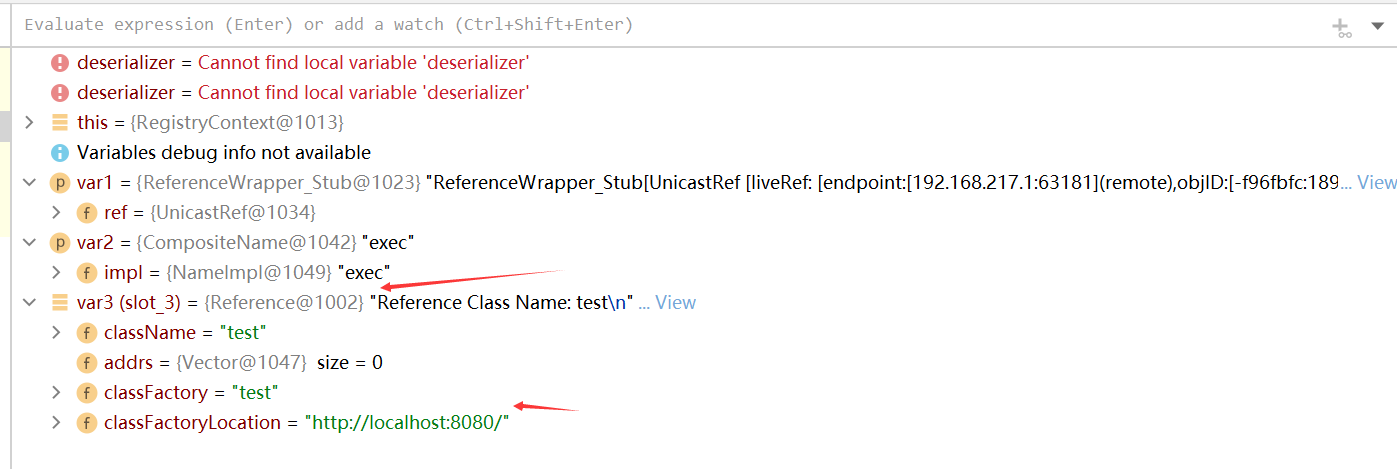 Evaluate expression (Enter) or add a watch (Ctrl+Shift+Enter)
deserializer = Cannot find local variable 'deserializer'
deserializer = Cannot find local variable 'deserializer'
this = {RegistryContext@1013}
Variables debug info not available
var1 = {ReferenceWrapper_Stub@1023} "ReferenceWrapper_Stub[UnicastRef [liveRef: [endpoint:[192.168.217.1:63181](remote),objID:[-f96fbfc:189... View
ref = {UnicastRef@1034}
var2 = {CompositeName@1042} "exec"
impl = {NameImpl@1049} "exec"
var3 (slot_3) = {Reference@1002} "Reference Class Name: test\n" ... View
className = "test"
addrs = {Vector@1047} size = 0
classFactory = "test"
classFactoryLocation = "http://localhost:8080/"